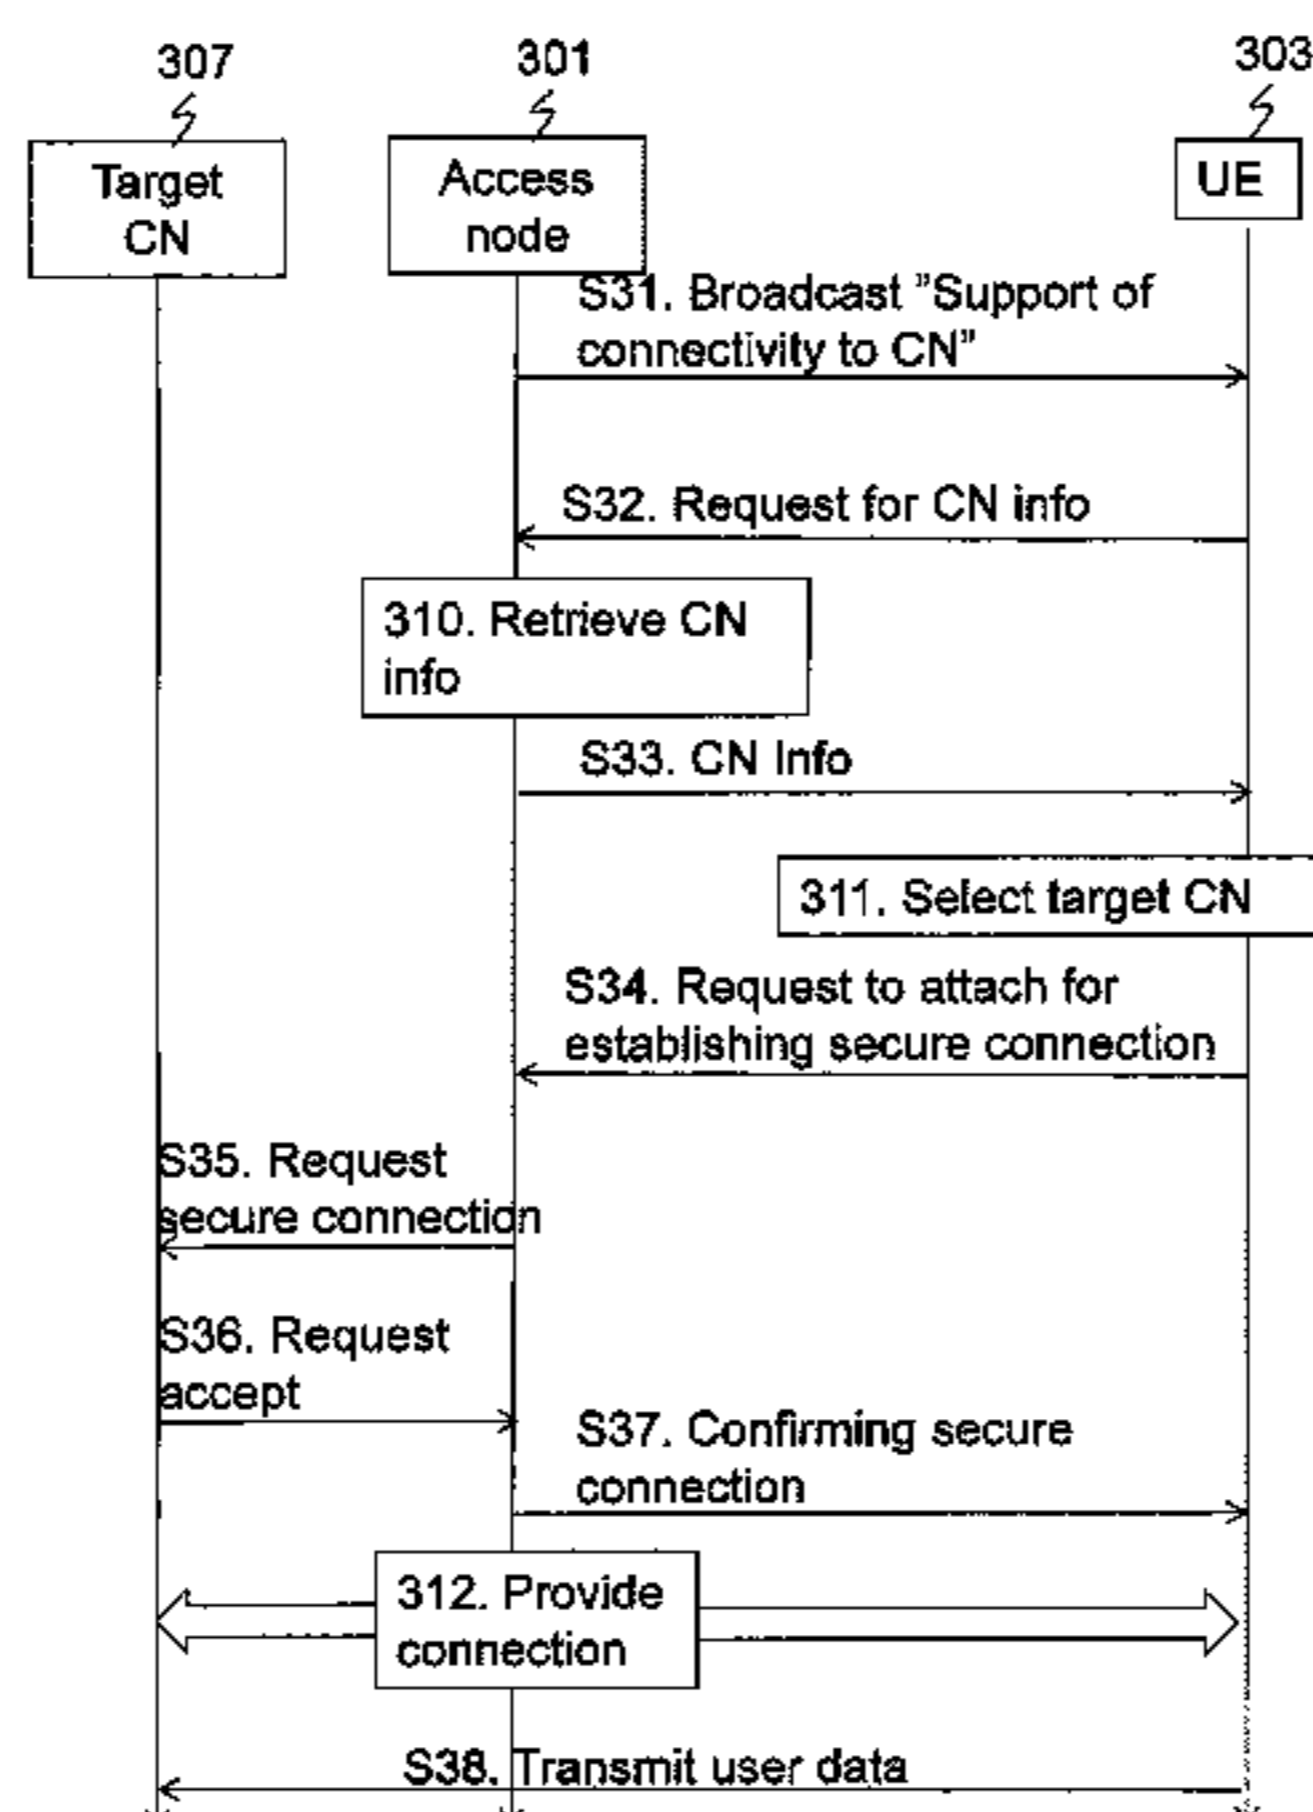 307
301
303
Target
CN
Access
node
UE
S31. Broadcast "Support of
connectivity to CN"
S32. Request for CN info
310. Retrieve CN
info
S33. CN Info
311. Select target CN
S34. Request to attach for
establishing secure connection
S35. Request
secure connection
S36. Request
accept
S37. Confirming secure
connection
312. Provide
connection
S38. Transmit user data